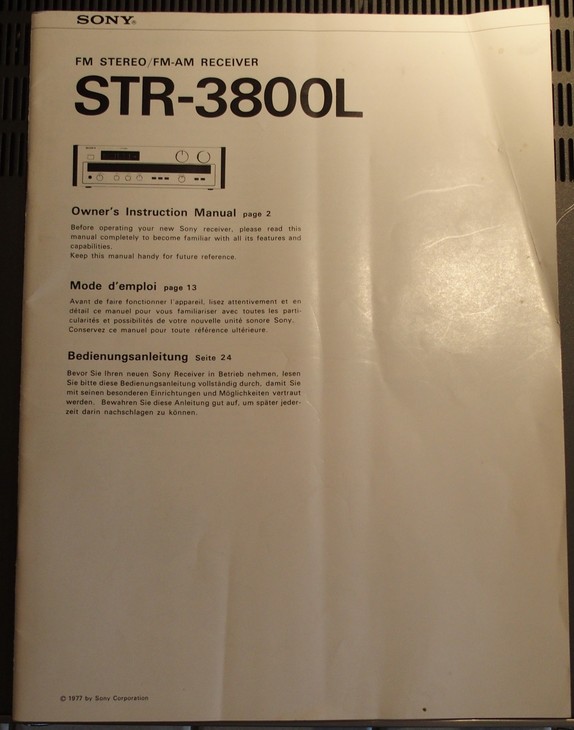 SONY®
FM STEREO/FM-AM RECEIVER
STR-3800L
Owner's Instruction Manual page 2
Before operating your new Sony receiver, please read this
manual completely to become familiar with all its features and
capabilities.
Keep this manual handy for future reference.
Mode d'emploi page 13
Avant de faire fonctionner l'appareil, lisez attentivement et en
détail ce manuel pour vous familiariser avec toutes les parti-
cularités et possibilités de votre nouvelle unité sonore Sony.
Conservez ce manuel pour toute référence ultérieure.
Bedienungsanleitung Seite 24
Bevor Sie Ihren neuen Sony Receiver in Betrieb nehmen, lesen
Sie bitte diese Bedienungsanleitung vollständig durch, damit Sie
mit seinen besonderen Einrichtungen und Möglichkeiten vertraut
werden. Bewahren Sie diese Anleitung gut auf, um später jeder-
zeit darin nachschlagen zu können.
© 1977 by Sony Corporation